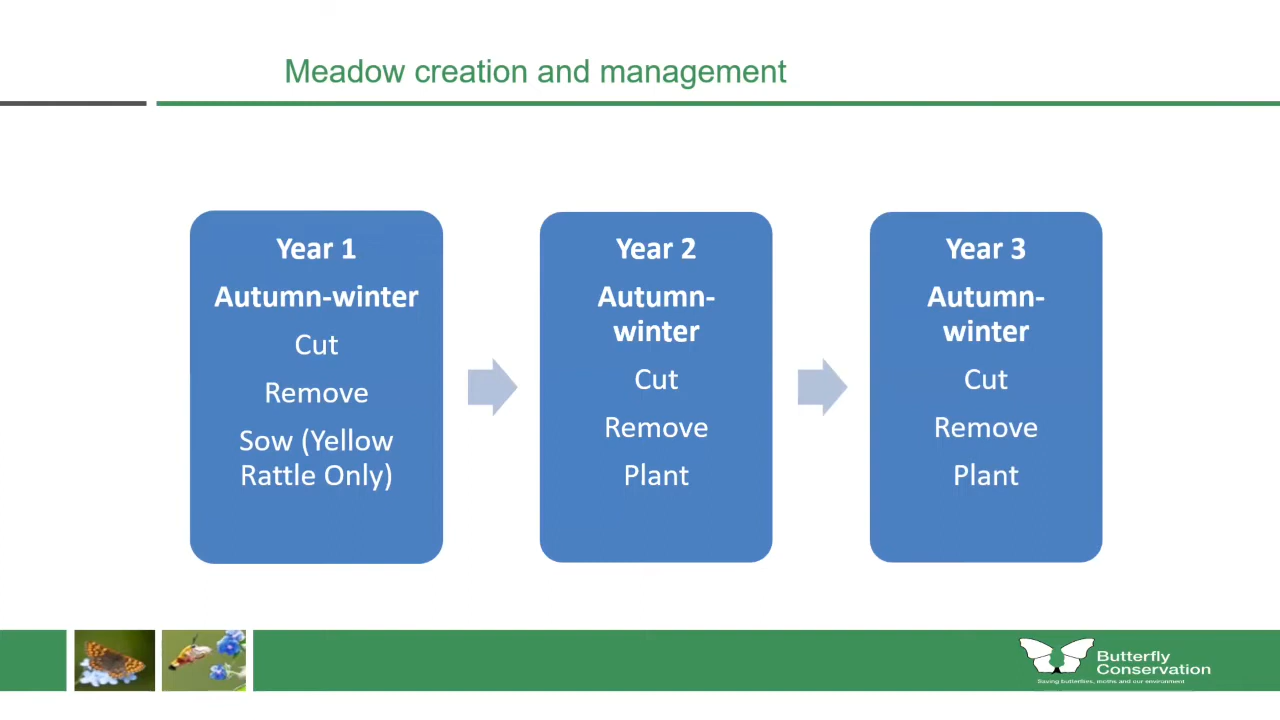 Meadow creation and management
Year 1
Autumn-winter
Cut
Remove
Sow (Yellow
Rattle Only)
Year 2
Autumn-
winter
Cut
Remove
Plant
Year 3
Autumn-
winter
Cut
Remove
Plant
Butterfly
Conservation
Saving butterflies, moths and our environment